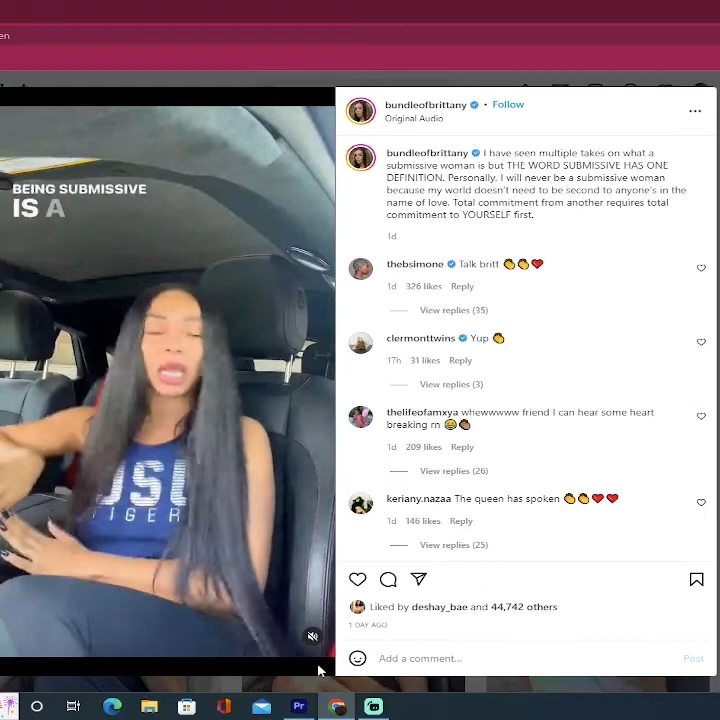 en
BEING SUBMISSIVE
IS A
JSU
TIGER
bundleofbrittany • Follow
Original Audio
bundleofbrittany I have seen multiple takes on what a
submissive woman is but THE WORD SUBMISSIVE HAS ONE
DEFINITION. Personally, I will never be a submissive woman
because my world doesn't need to be second to anyone's in the
name of love. Total commitment from another requires total
commitment to YOURSELF first.
1d
thebsimone Talk britt 👏👏❤️
1d 326 likes Reply
View replies (35)
clermonttwins Yup 👏
17h 31 likes Reply
View replies (3)
thelifeofamxya whewwwww friend I can hear some heart
breaking rn 😂👏🏾
1d 209 likes Reply
View replies (26)
keriany.nazaa The queen has spoken 👏👏❤️❤️
1d 146 likes Reply
View replies (25)
Liked by deshay_bae and 44,742 others
1 DAY AGO
Add a comment...
Post
Pr